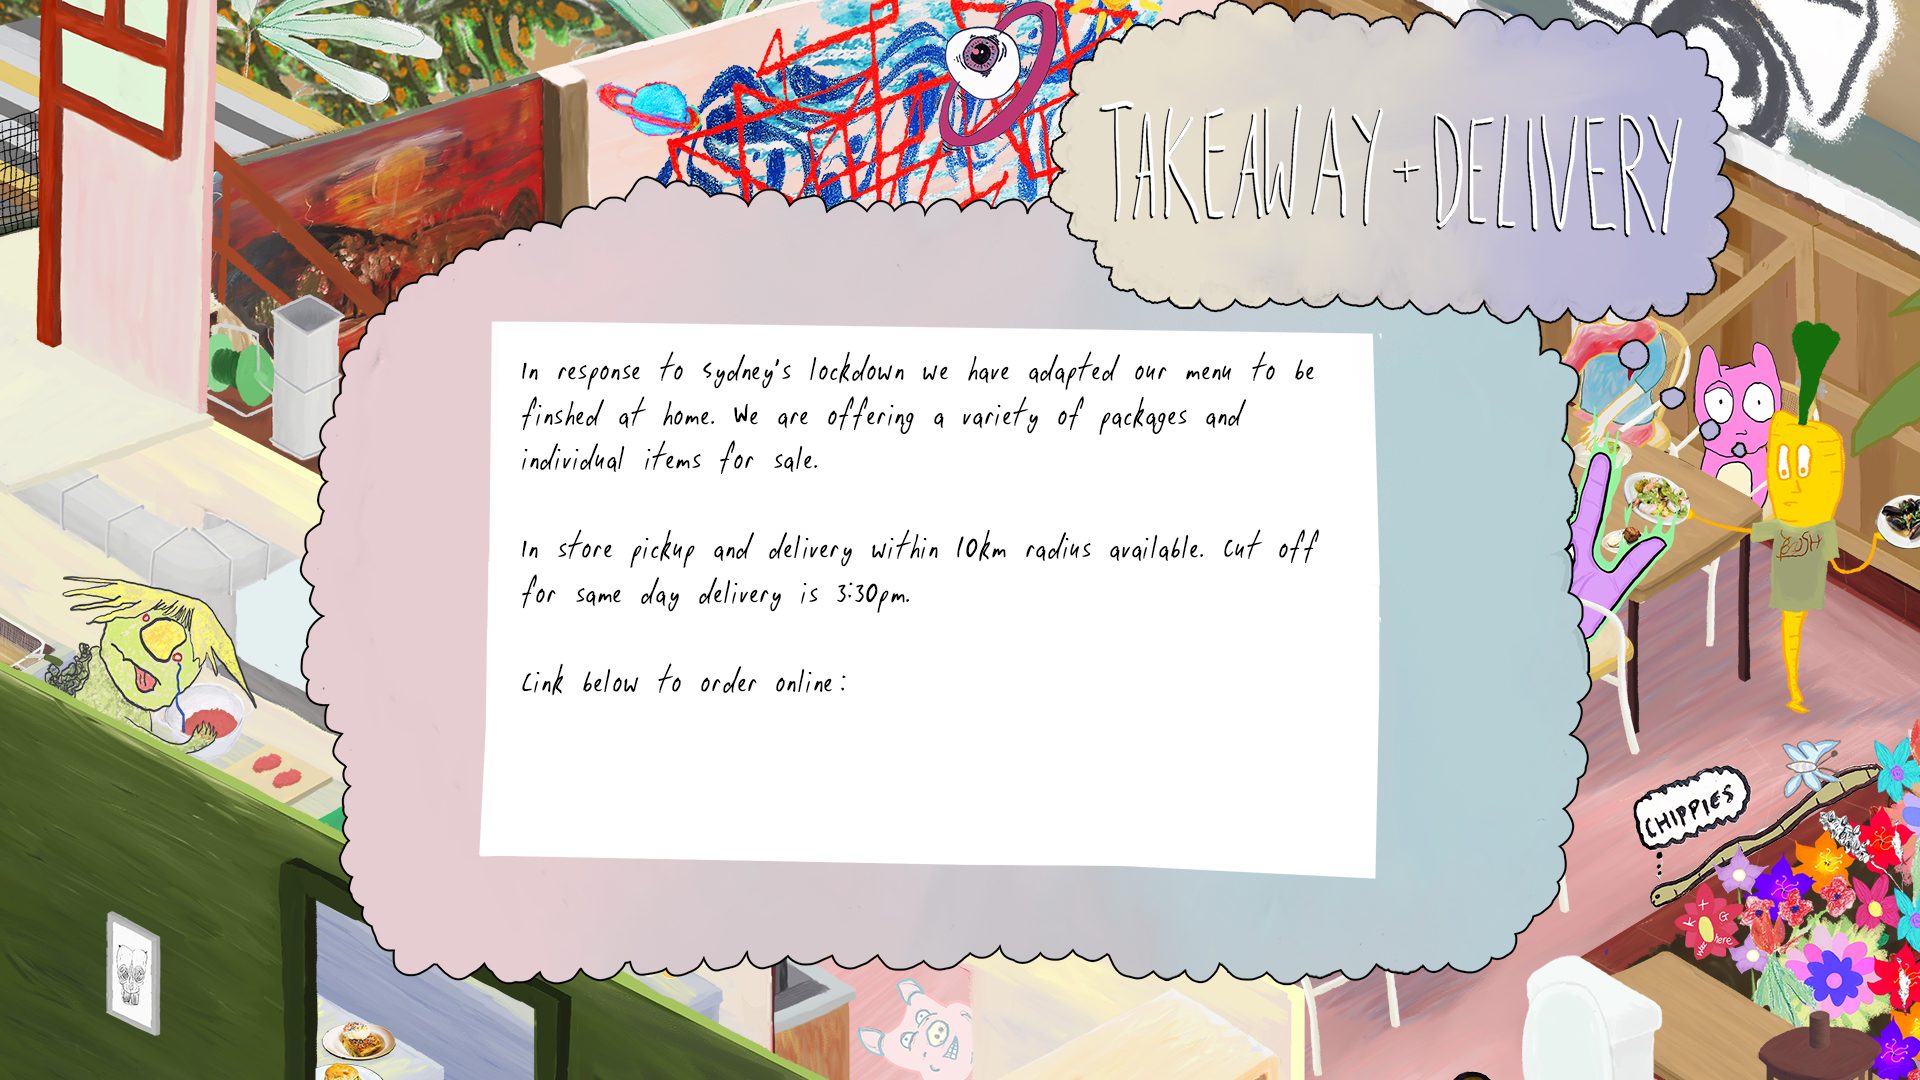 TAKEAWAY + DELIVERY
In response to Sydney's lockdown we have adapted our menu to be
finshed at home. We are offering a variety of packages and
individual items for sale.
In store pickup and delivery within 10km radius available. Cut off
for same day delivery is 3:30pm.
Link below to order online:
CHIPPIES
K X G
here